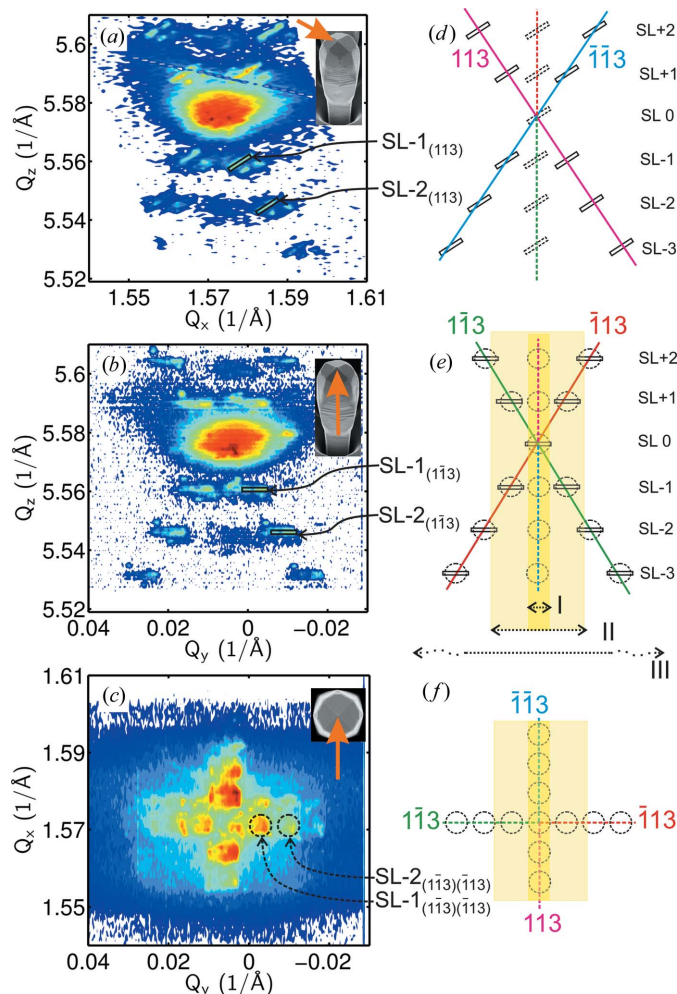 (a)
5.6
5.58
5.56
5.54
5.52
Qz (1/Å)
1.55 1.57 1.59 1.61
Qx (1/Å)
SL-1(113)
SL-2(113)
(d)
113
1̄1̄3
SL+2
SL+1
SL 0
SL-1
SL-2
SL-3
(b)
5.6
5.58
5.56
5.54
5.52
Qz (1/Å)
0.04 0.02 0 −0.02
Qy (1/Å)
SL-1(11̄3)
SL-2(11̄3)
11̄3
1̄13
(e)
SL+2
SL+1
SL 0
SL-1
SL-2
SL-3
I
II
III
(c)
1.61
1.59
1.57
1.55
Qx (1/Å)
0.04 0.02 0 −0.02
Qy (1/Å)
SL-2(11̄3)(1̄13)
SL-1(11̄3)(1̄13)
(f)
1̄1̄3
11̄3
1̄13
113